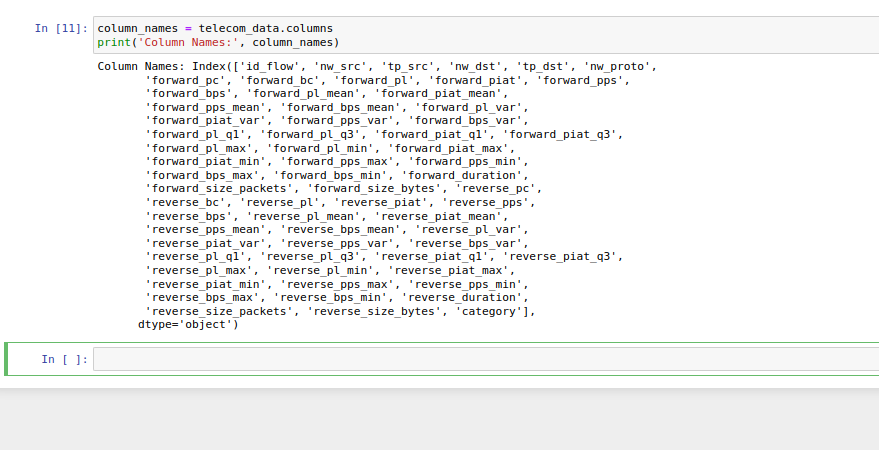 In [11]: column_names = telecom_data.columns
print('Column Names:', column_names)
Column Names: Index(['id_flow', 'nw_src', 'tp_src', 'nw_dst', 'tp_dst', 'nw_proto',
'forward_pc', 'forward_bc', 'forward_pl', 'forward_piat', 'forward_pps',
'forward_bps', 'forward_pl_mean', 'forward_piat_mean',
'forward_pps_mean', 'forward_bps_mean', 'forward_pl_var',
'forward_piat_var', 'forward_pps_var', 'forward_bps_var',
'forward_pl_q1', 'forward_pl_q3', 'forward_piat_q1', 'forward_piat_q3',
'forward_pl_max', 'forward_pl_min', 'forward_piat_max',
'forward_piat_min', 'forward_pps_max', 'forward_pps_min',
'forward_bps_max', 'forward_bps_min', 'forward_duration',
'forward_size_packets', 'forward_size_bytes', 'reverse_pc',
'reverse_bc', 'reverse_pl', 'reverse_piat', 'reverse_pps',
'reverse_bps', 'reverse_pl_mean', 'reverse_piat_mean',
'reverse_pps_mean', 'reverse_bps_mean', 'reverse_pl_var',
'reverse_piat_var', 'reverse_pps_var', 'reverse_bps_var',
'reverse_pl_q1', 'reverse_pl_q3', 'reverse_piat_q1', 'reverse_piat_q3',
'reverse_pl_max', 'reverse_pl_min', 'reverse_piat_max',
'reverse_piat_min', 'reverse_pps_max', 'reverse_pps_min',
'reverse_bps_max', 'reverse_bps_min', 'reverse_duration',
'reverse_size_packets', 'reverse_size_bytes', 'category'],
dtype='object')
In [ ]: